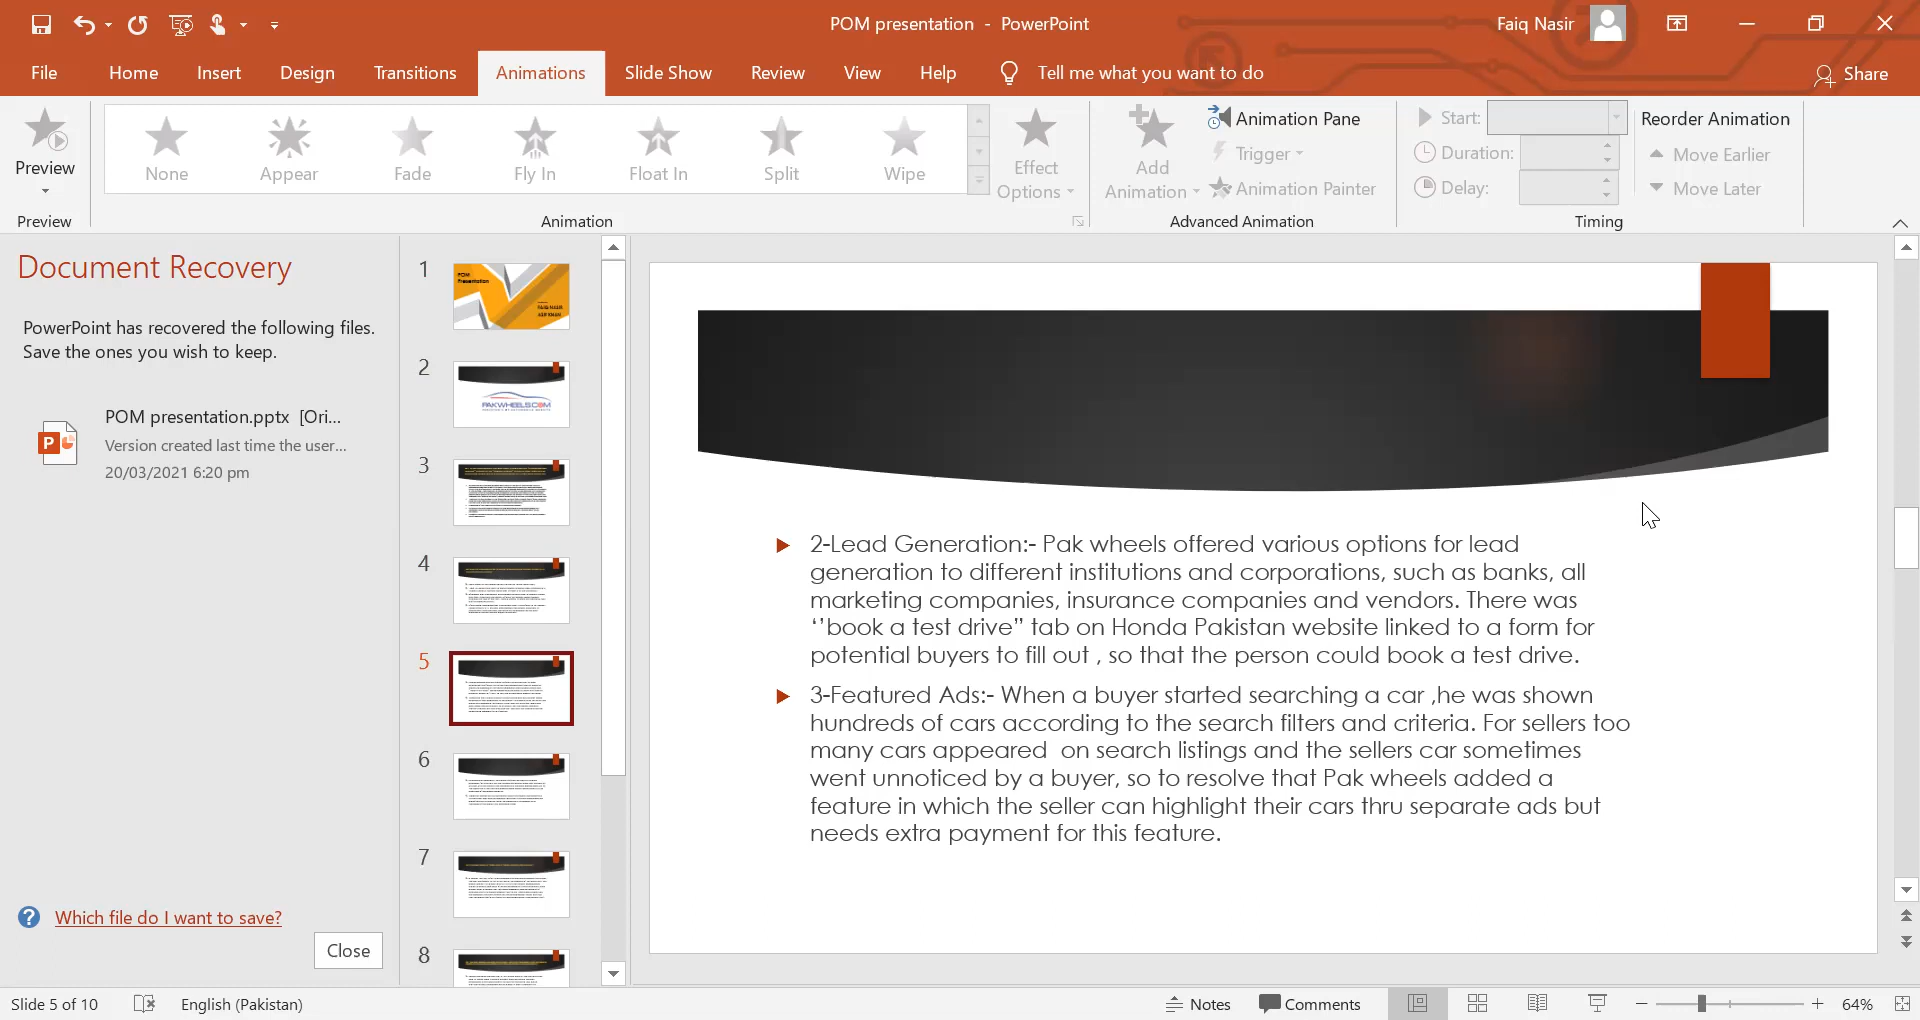 POM presentation - PowerPoint
Faiq Nasir
File Home Insert Design Transitions Animations Slide Show Review View Help Tell me what you want to do Share
Preview
None Appear Fade Fly In Float In Split Wipe
Effect Options
Add Animation
Animation Pane
Trigger
Animation Painter
Start:
Duration:
Delay:
Reorder Animation
Move Earlier
Move Later
Preview Animation Advanced Animation Timing
Document Recovery
PowerPoint has recovered the following files.
Save the ones you wish to keep.
POM presentation.pptx [Ori...
Version created last time the user...
20/03/2021 6:20 pm
Which file do I want to save?
Close
1
POM
Presentation
2
PAKWHEELS.COM
3
4
5
6
7
8
2-Lead Generation:- Pak wheels offered various options for lead
generation to different institutions and corporations, such as banks, all
marketing companies, insurance companies and vendors. There was
‘’book a test drive” tab on Honda Pakistan website linked to a form for
potential buyers to fill out , so that the person could book a test drive.
3-Featured Ads:- When a buyer started searching a car ,he was shown
hundreds of cars according to the search filters and criteria. For sellers too
many cars appeared  on search listings and the sellers car sometimes
went unnoticed by a buyer, so to resolve that Pak wheels added a
feature in which the seller can highlight their cars thru separate ads but
needs extra payment for this feature.
Slide 5 of 10 English (Pakistan) Notes Comments 64%